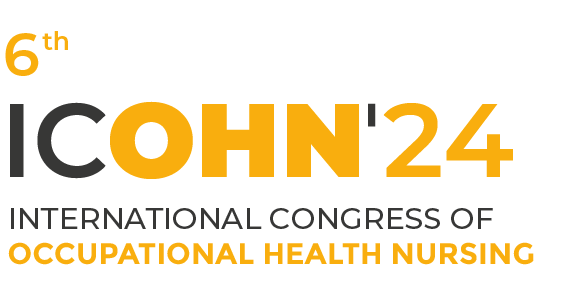 6th
ICOHN'24
INTERNATIONAL CONGRESS OF
OCCUPATIONAL HEALTH NURSING